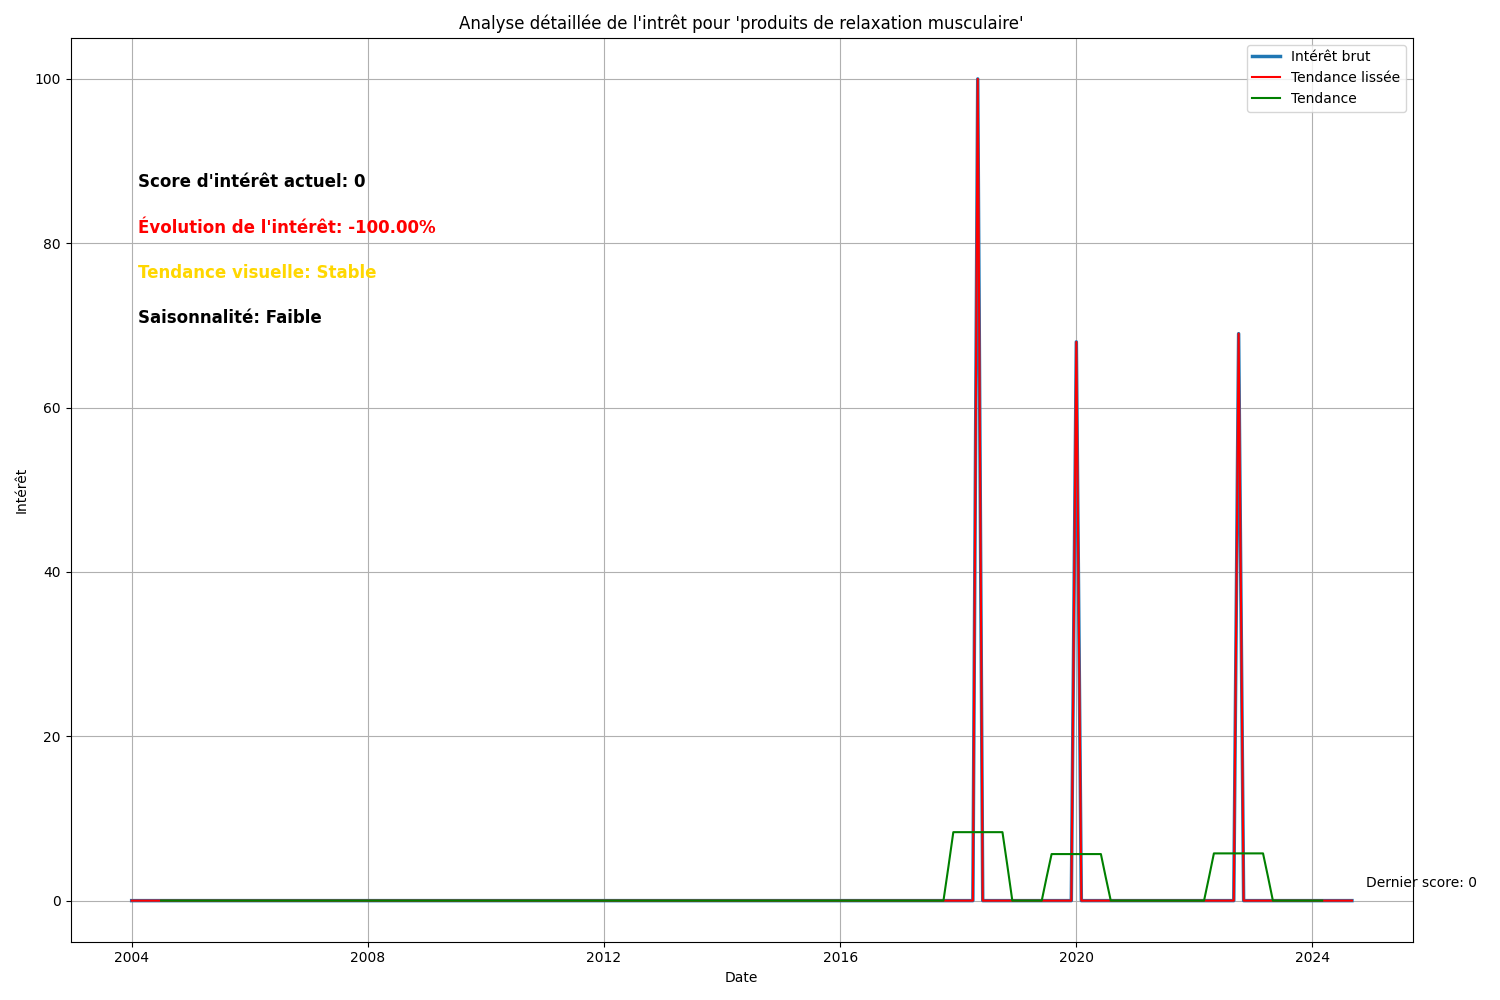 Analyse détaillée de l'intrêt pour 'produits de relaxation musculaire'
Intérêt brut
Tendance lissée
Tendance
Score d'intérêt actuel: 0
Évolution de l'intérêt: -100.00%
Tendance visuelle: Stable
Saisonnalité: Faible
Dernier score: 0
Intérêt
100
80
60
40
20
0
2004 2008 2012 2016 2020 2024
Date